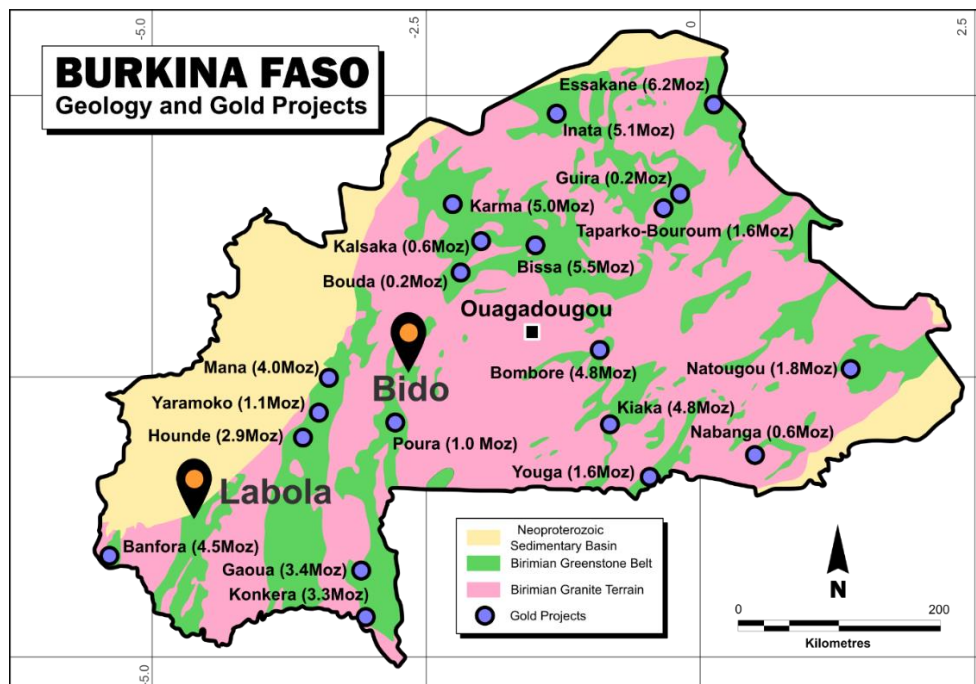 -5.0
-2.5
0
2.5
BURKINA FASO
Geology and Gold Projects
Essakane (6.2Moz)
Inata (5.1Moz)
Guira (0.2Moz)
Karma (5.0Moz)
Taparko-Bouroum (1.6Moz)
Kalsaka (0.6Moz)
Bissa (5.5Moz)
Bouda (0.2Moz)
Ouagadougou
Mana (4.0Moz)
Bido
Bombore (4.8Moz)
Natougou (1.8Moz)
Yaramoko (1.1Moz)
Kiaka (4.8Moz)
Hounde (2.9Moz)
Poura (1.0 Moz)
Nabanga (0.6Moz)
Youga (1.6Moz)
Labola
Banfora (4.5Moz)
Gaoua (3.4Moz)
Konkera (3.3Moz)
Neoproterozoic
Sedimentary Basin
Birimian Greenstone Belt
Birimian Granite Terrain
Gold Projects
N
0
200
Kilometres
-5.0
0